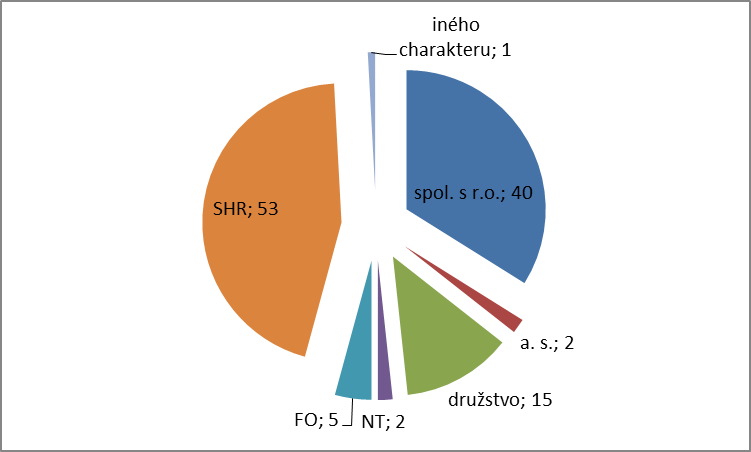 iného
charakteru; 1
spol. s r.o.; 40
SHR; 53
a. s.; 2
družstvo; 15
FO; 5
NT; 2